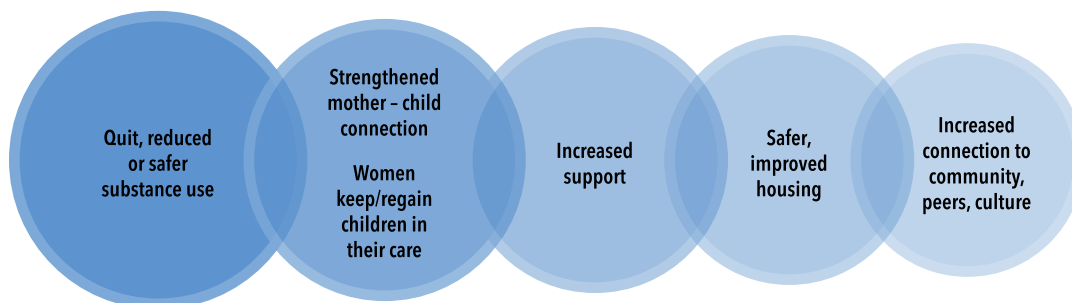 Quit, reduced
or safer
substance use
Strengthened
mother – child
connection
Women
keep/regain
children in
their care
Increased
support
Safer,
improved
housing
Increased
connection to
community,
peers, culture